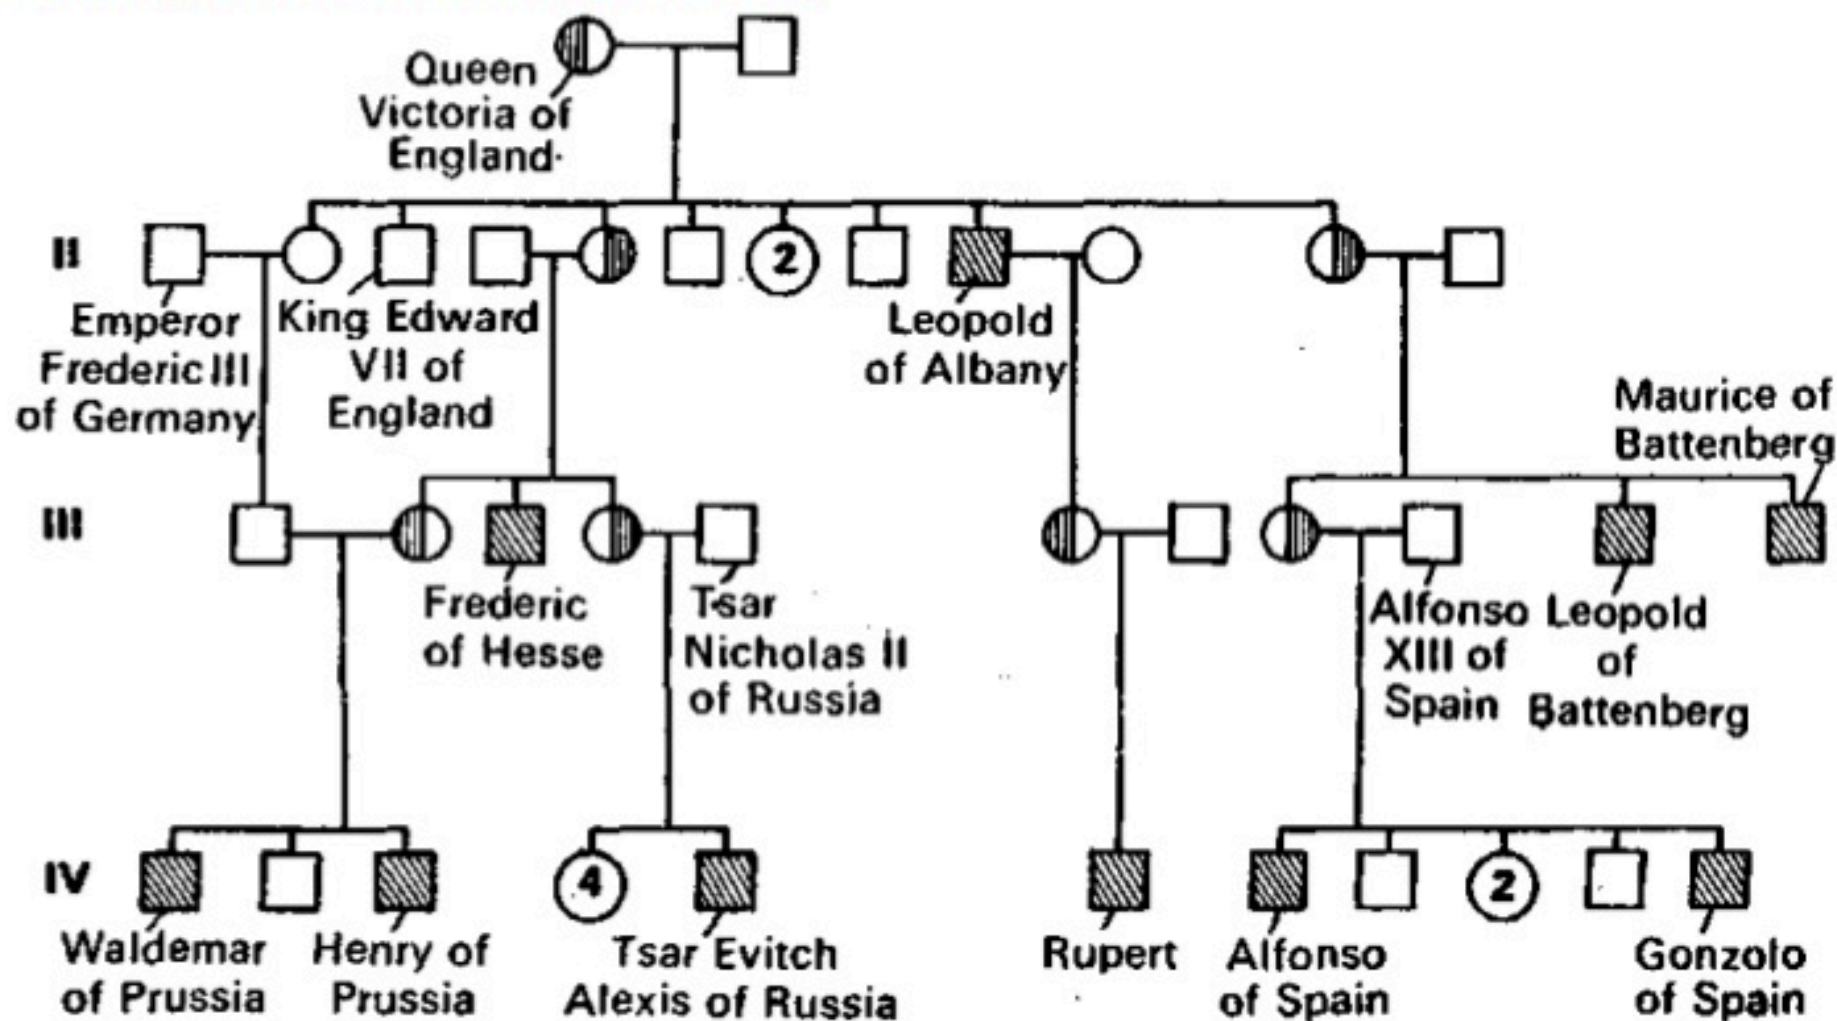 Queen
Victoria of
England
II
2
Emperor
Frederic III
of Germany
King Edward
VII of
England
Leopold
of Albany
Maurice of
Battenberg
III
Frederic
of Hesse
Tsar
Nicholas II
of Russia
Alfonso
XIII of
Spain
Leopold
of
Battenberg
IV
4
2
Waldemar
of Prussia
Henry of
Prussia
Tsar Evitch
Alexis of Russia
Rupert
Alfonso
of Spain
Gonzolo
of Spain